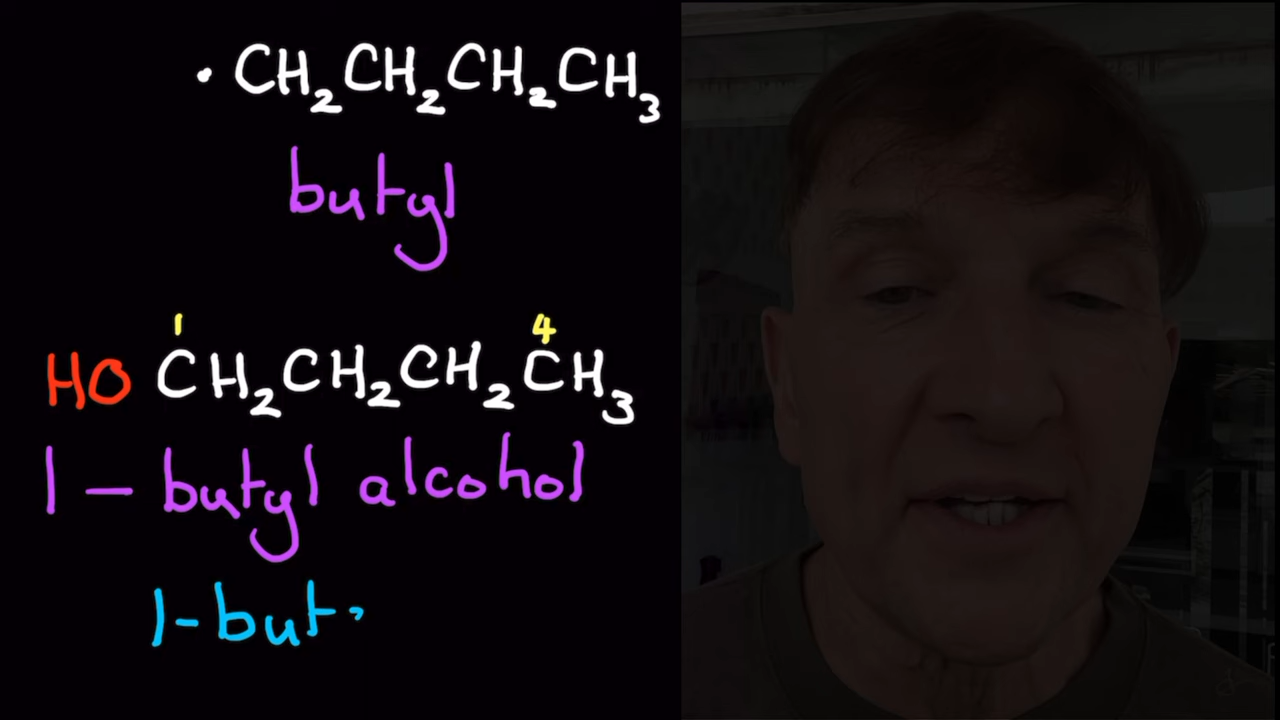 · CH₂CH₂CH₂CH₃
butyl
1 4
HO CH₂CH₂CH₂CH₃
1 - butyl alcohol
1-but